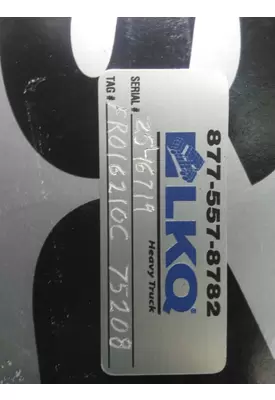 877-557-8782
LKQ®
Heavy Truck
SERIAL # 2546719
TAG # FR016210C 75208